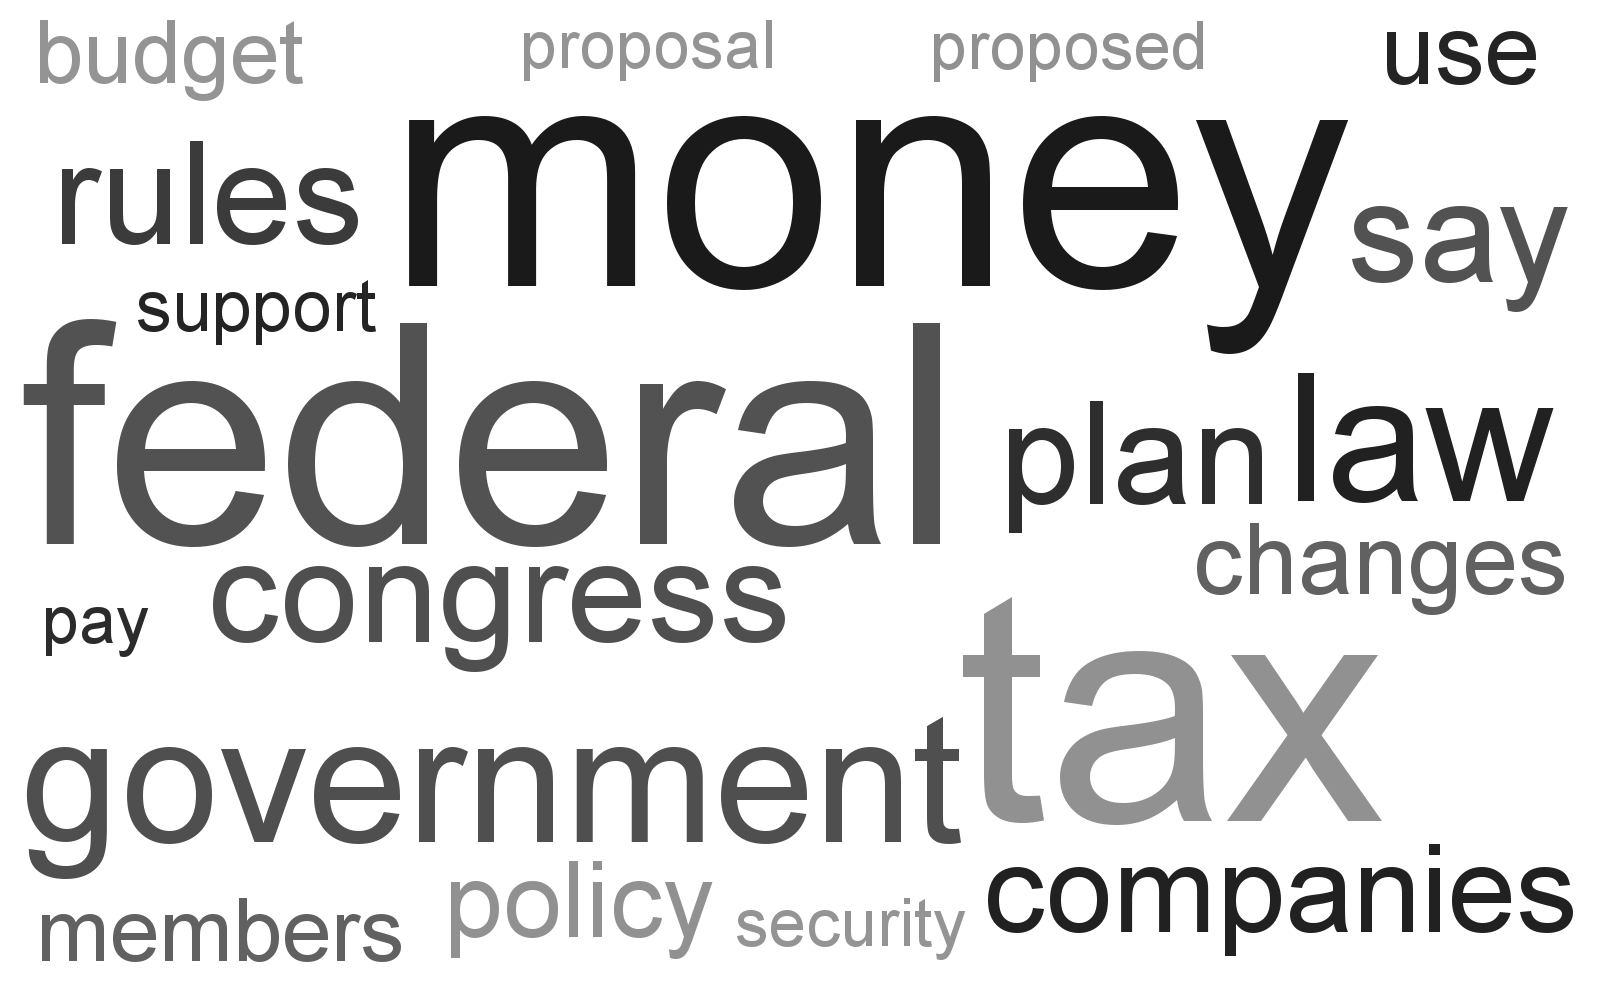 budget proposal proposed use
rules money say
support
federal plan law
changes
pay congress
tax
government
members policy security companies